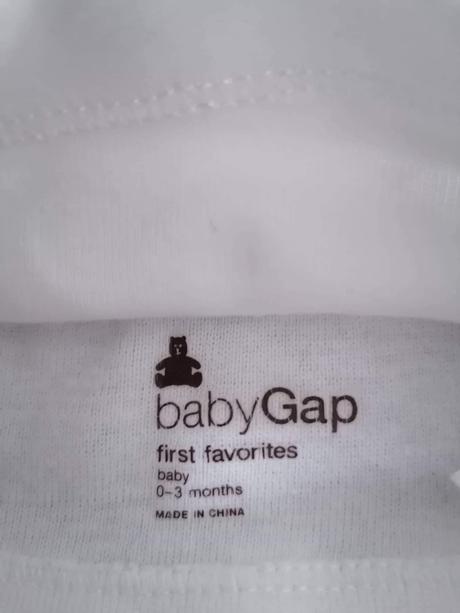 babyGap
first favorites
baby
0-3 months
MADE IN CHINA